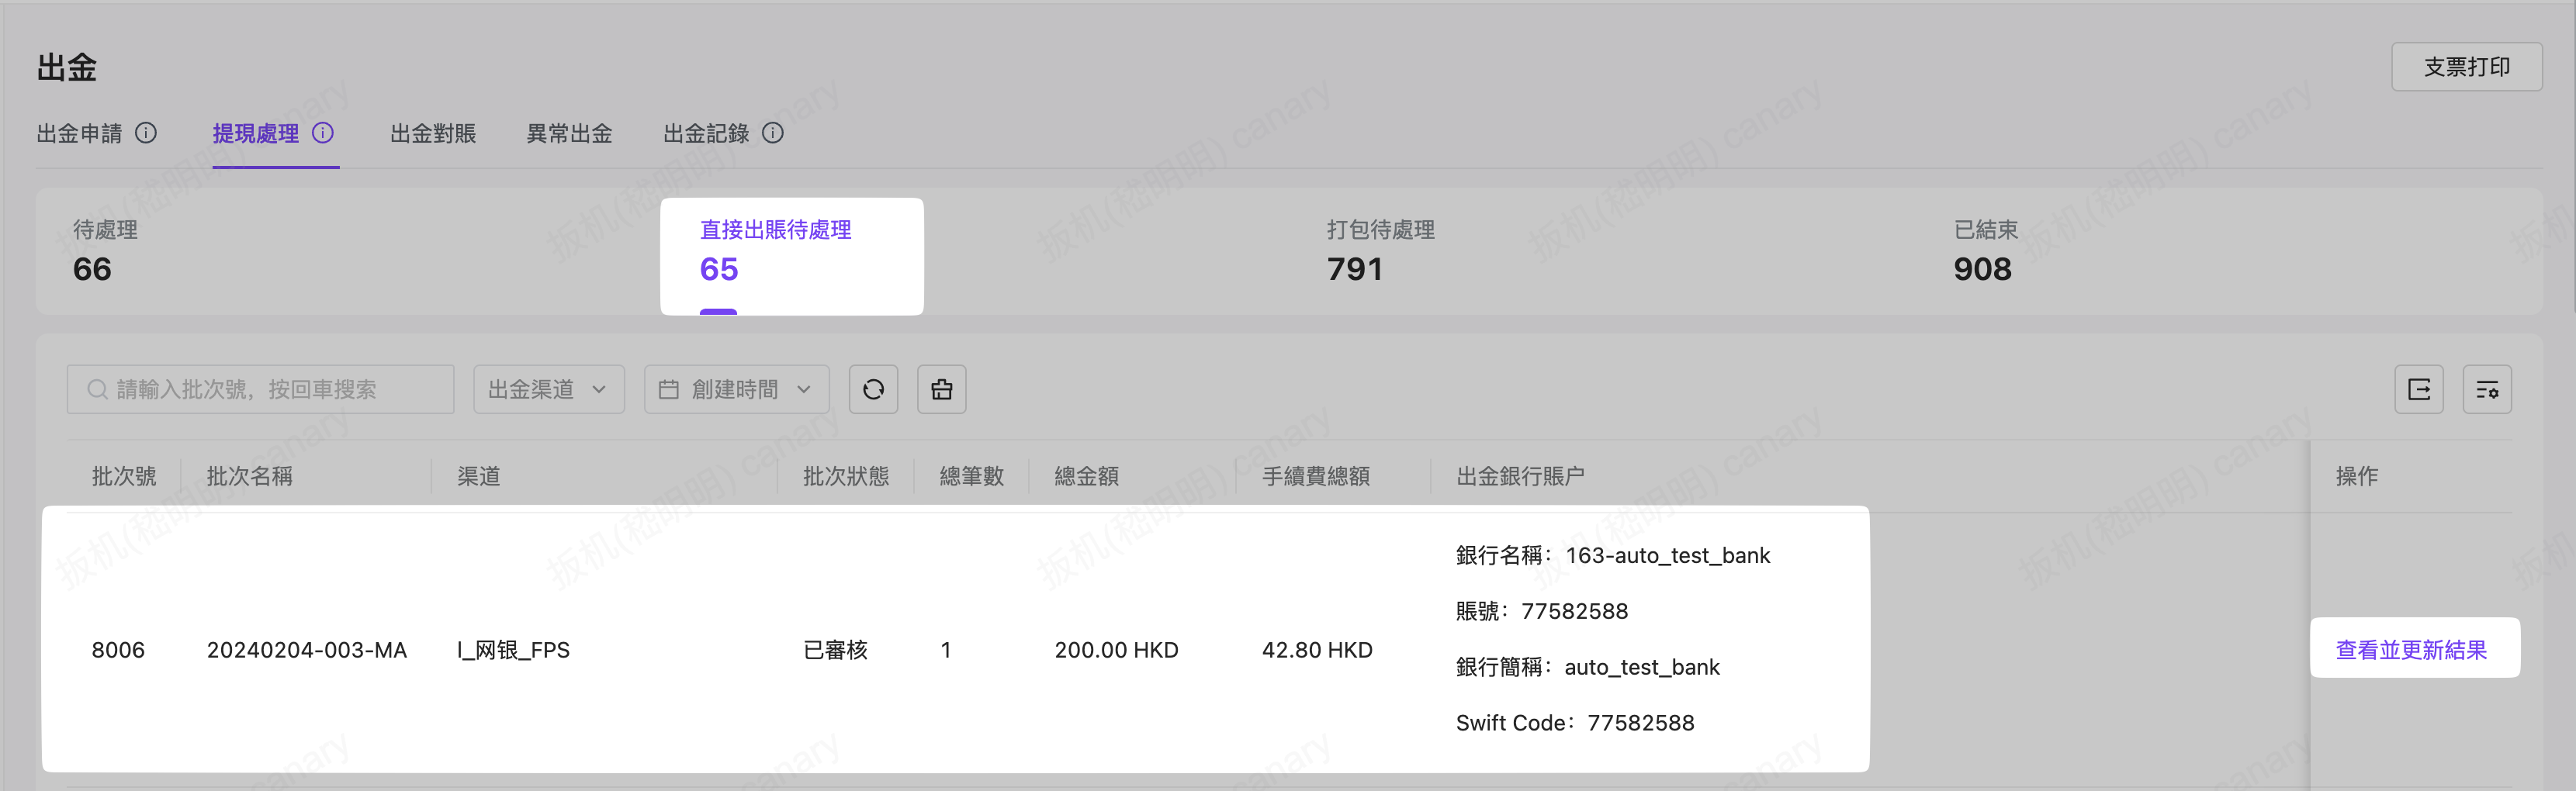 出金
支票打印
出金申請 提現處理 出金對賬 異常出金 出金記錄
待處理 直接出賬待處理 打包待處理 已結束
66 65 791 908
請輸入批次號，按回車搜索 出金渠道 創建時間
批次號 批次名稱 渠道 批次狀態 總筆數 總金額 手續費總額 出金銀行賬户 操作
銀行名稱：163-auto_test_bank
賬號：77582588
8006 20240204-003-MA I_网银_FPS 已審核 1 200.00 HKD 42.80 HKD 查看並更新結果
銀行簡稱：auto_test_bank
Swift Code：77582588
扳机(嵇明明) canary